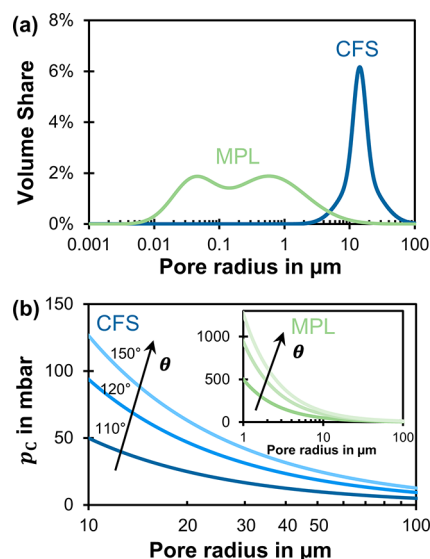 (a)
8%
6%
4%
2%
0%
Volume Share
CFS
MPL
0.001 0.01 0.1 1 10 100
Pore radius in µm
(b)
150
100
50
0
p_C in mbar
CFS
θ
150°
120°
110°
MPL
θ
1000
500
0
1 10 100
Pore radius in µm
10 20 30 40 50 100
Pore radius in µm